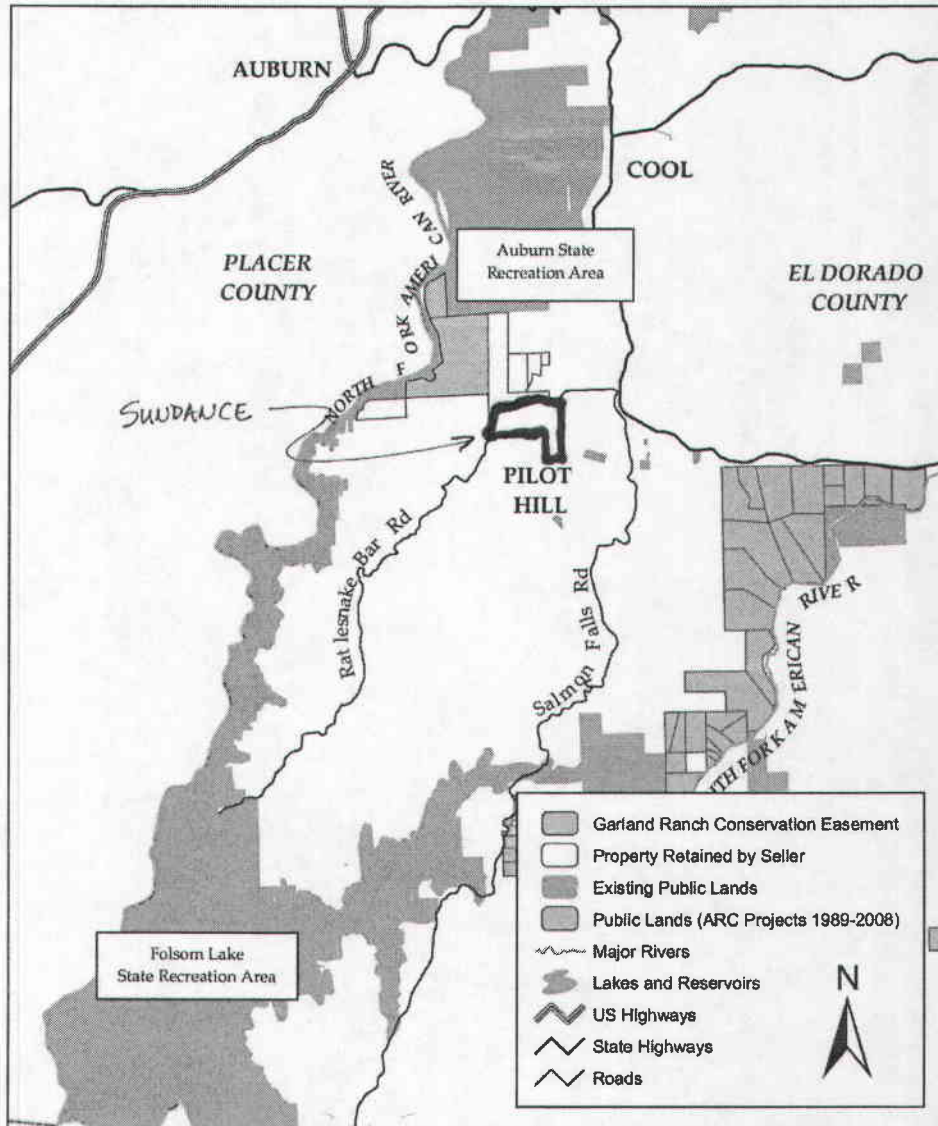 AUBURN
COOL
NORTH FORK AMERICAN RIVER
Auburn State
Recreation Area
PLACER
COUNTY
EL DORADO
COUNTY
SUNDANCE
PILOT
HILL
Rattlesnake Bar Rd
Salmon Falls Rd
UTH FORK AMERICAN RIVER
Garland Ranch Conservation Easement
Property Retained by Seller
Existing Public Lands
Public Lands (ARC Projects 1989-2008)
Major Rivers
Lakes and Reservoirs
US Highways
State Highways
Roads
N
Folsom Lake
State Recreation Area